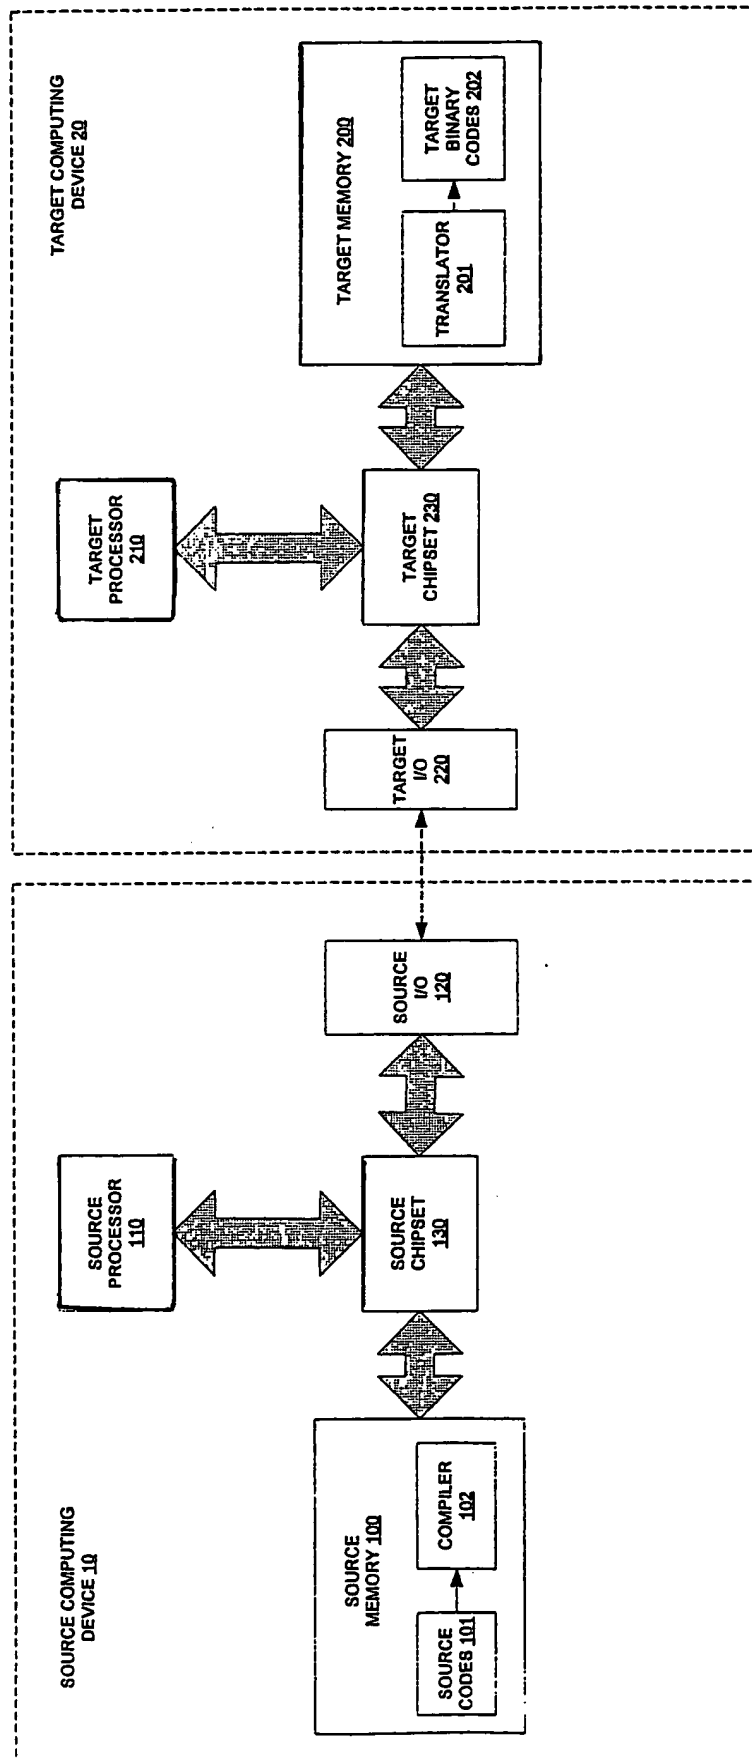 SOURCE COMPUTING
DEVICE 10
SOURCE
PROCESSOR
110
SOURCE
MEMORY 100
SOURCE
CODES 101
COMPILER
102
SOURCE
CHIPSET
130
SOURCE
I/O
120
TARGET COMPUTING
DEVICE 20
TARGET
PROCESSOR
210
TARGET
I/O
220
TARGET
CHIPSET 230
TARGET MEMORY 200
TRANSLATOR
201
TARGET
BINARY
CODES 202